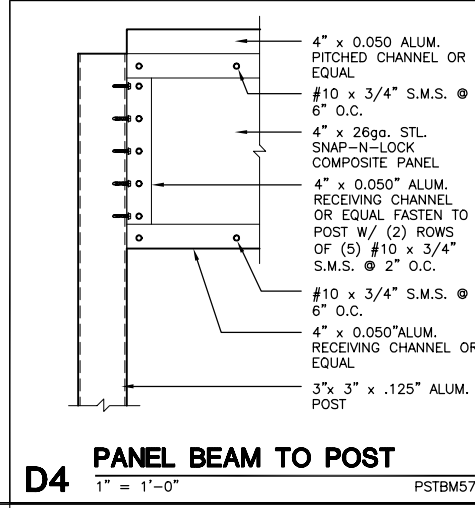 4" x 0.050 ALUM.
PITCHED CHANNEL OR
EQUAL
#10 x 3/4" S.M.S. @
6" O.C.
4" x 26ga. STL.
SNAP-N-LOCK
COMPOSITE PANEL
4" x 0.050" ALUM.
RECEIVING CHANNEL
OR EQUAL FASTEN TO
POST W/ (2) ROWS
OF (5) #10 x 3/4"
S.M.S. @ 2" O.C.
#10 x 3/4" S.M.S. @
6" O.C.
4" x 0.050"ALUM.
RECEIVING CHANNEL OR
EQUAL
3"x 3" x .125" ALUM.
POST
PANEL BEAM TO POST
D4
1" = 1'-0"
PSTBM57